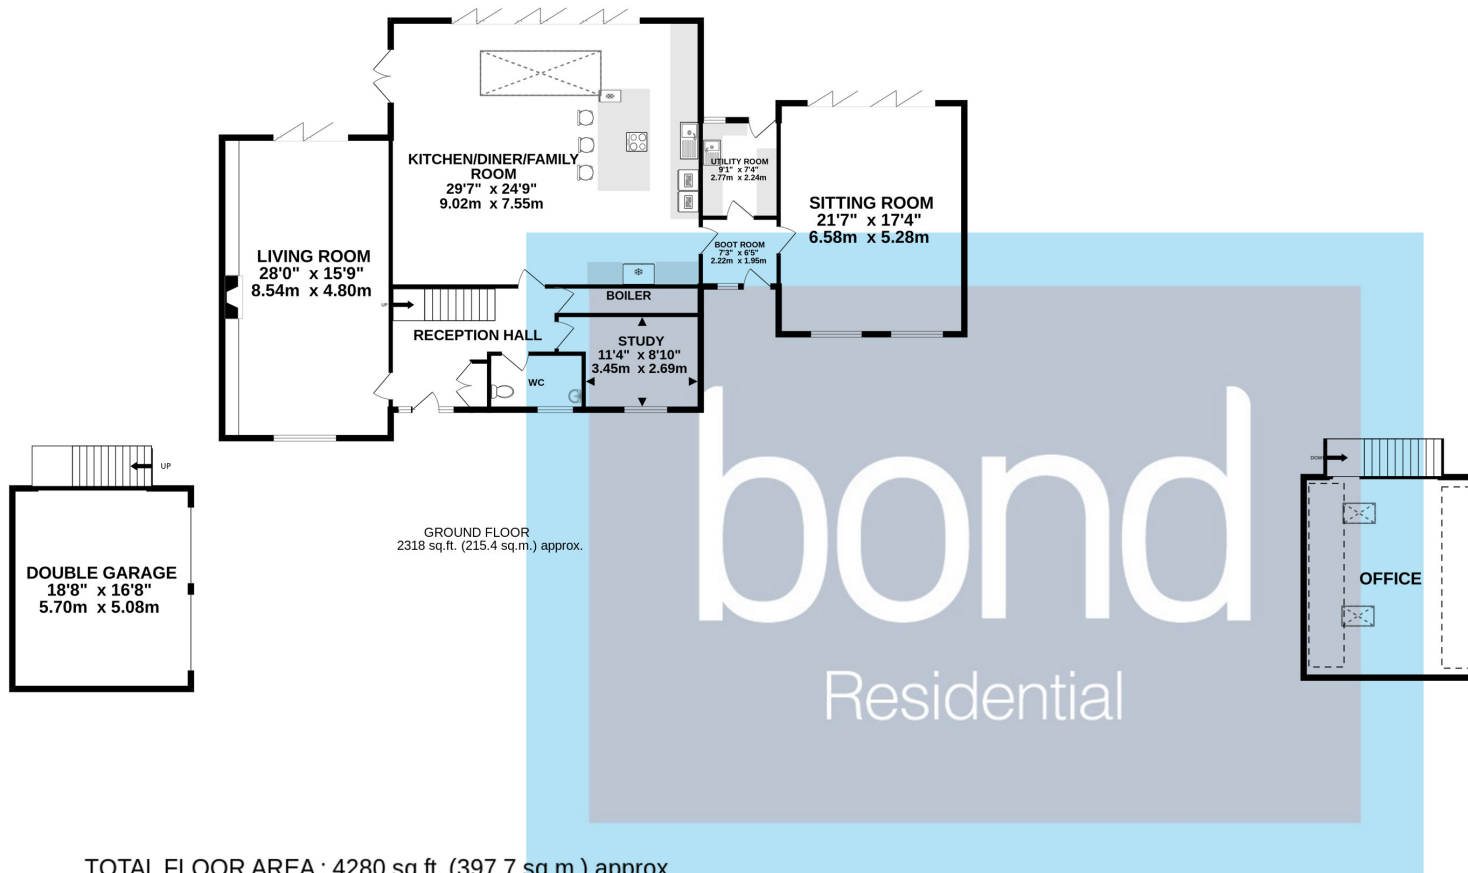 KITCHEN/DINER/FAMILY
ROOM
29'7" x 24'9"
9.02m x 7.55m
UTILITY ROOM
9'1" x 7'4"
2.77m x 2.24m
SITTING ROOM
21'7" x 17'4"
6.58m x 5.28m
LIVING ROOM
28'0" x 15'9"
8.54m x 4.80m
BOOT ROOM
7'3" x 6'5"
2.22m x 1.95m
BOILER
UP
RECEPTION HALL
STUDY
11'4" x 8'10"
3.45m x 2.69m
WC
UP
DOUBLE GARAGE
18'8" x 16'8"
5.70m x 5.08m
GROUND FLOOR
2318 sq.ft. (215.4 sq.m.) approx.
bond
Residential
DOWN
OFFICE
TOTAL FLOOR AREA : 4280 sq.ft. (397.7 sq.m.) approx.